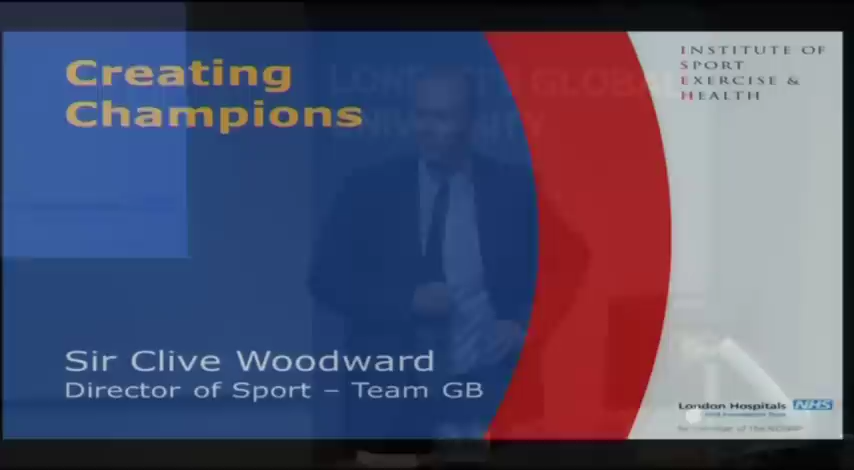 Creating
Champions
INSTITUTE OF
SPORT
EXERCISE &
HEALTH
Sir Clive Woodward
Director of Sport – Team GB
London Hospitals NHS